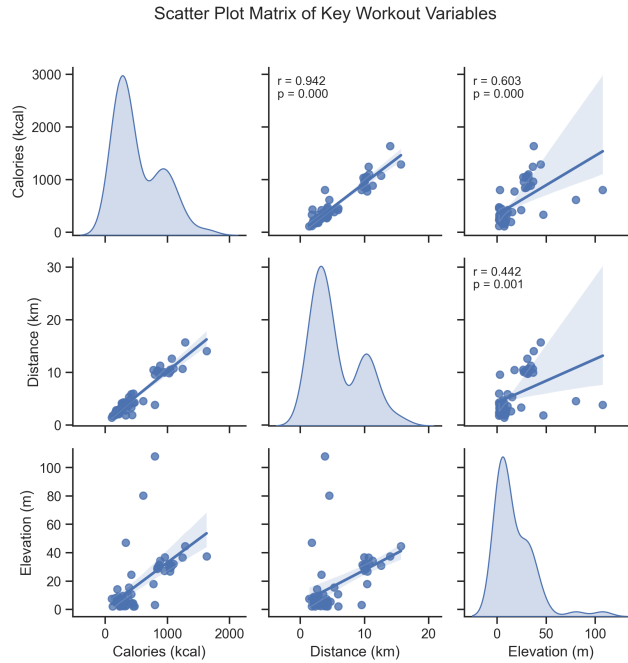 Scatter Plot Matrix of Key Workout Variables
3000
2000
1000
0
Calories (kcal)
r = 0.942
p = 0.000
r = 0.603
p = 0.000
30
20
10
0
Distance (km)
r = 0.442
p = 0.001
100
80
60
40
20
0
Elevation (m)
0 1000 2000
Calories (kcal)
0 10 20
Distance (km)
0 50 100
Elevation (m)